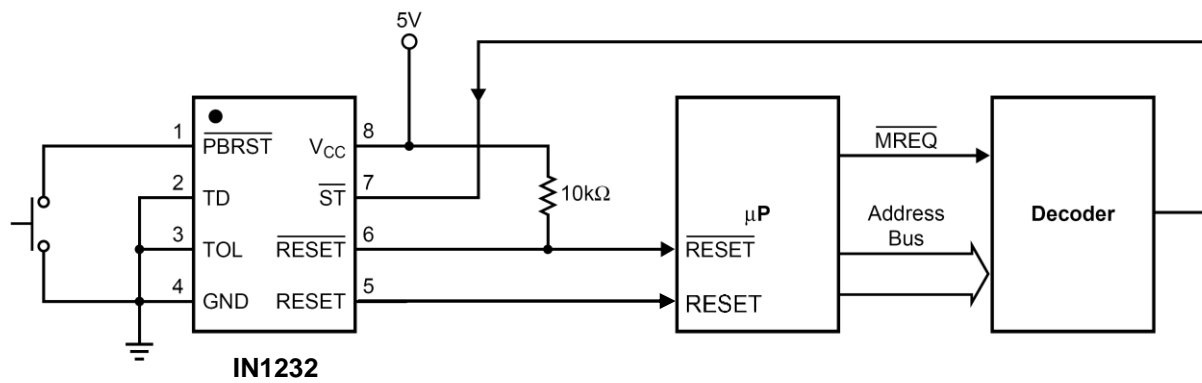 5V
1
PBRST
VCC
8
MREQ
2
TD
ST
7
10kΩ
μP
Address
Bus
Decoder
3
TOL
RESET
6
RESET
4
GND
RESET
5
RESET
IN1232